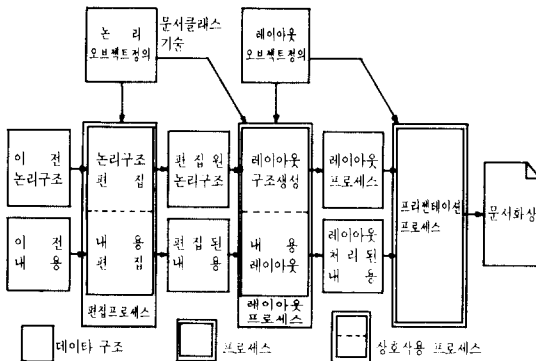 논 리
오브젝트정의
문서클래스
기술
레이아웃
오브젝트정의
이 전
논리구조
논리구조
편 집
편 집 된
논리구조
레이아웃
구조생성
레이아웃
프로세스
프리젠테이션
프로세스
문서화상
이 전
내 용
내 용
편 집
편집된
내 용
내 용
레이아웃
레이아웃
처리된
내 용
편집프로세스
레이아웃
프로세스
데이타 구조
프로세스
상호작용 프로세스